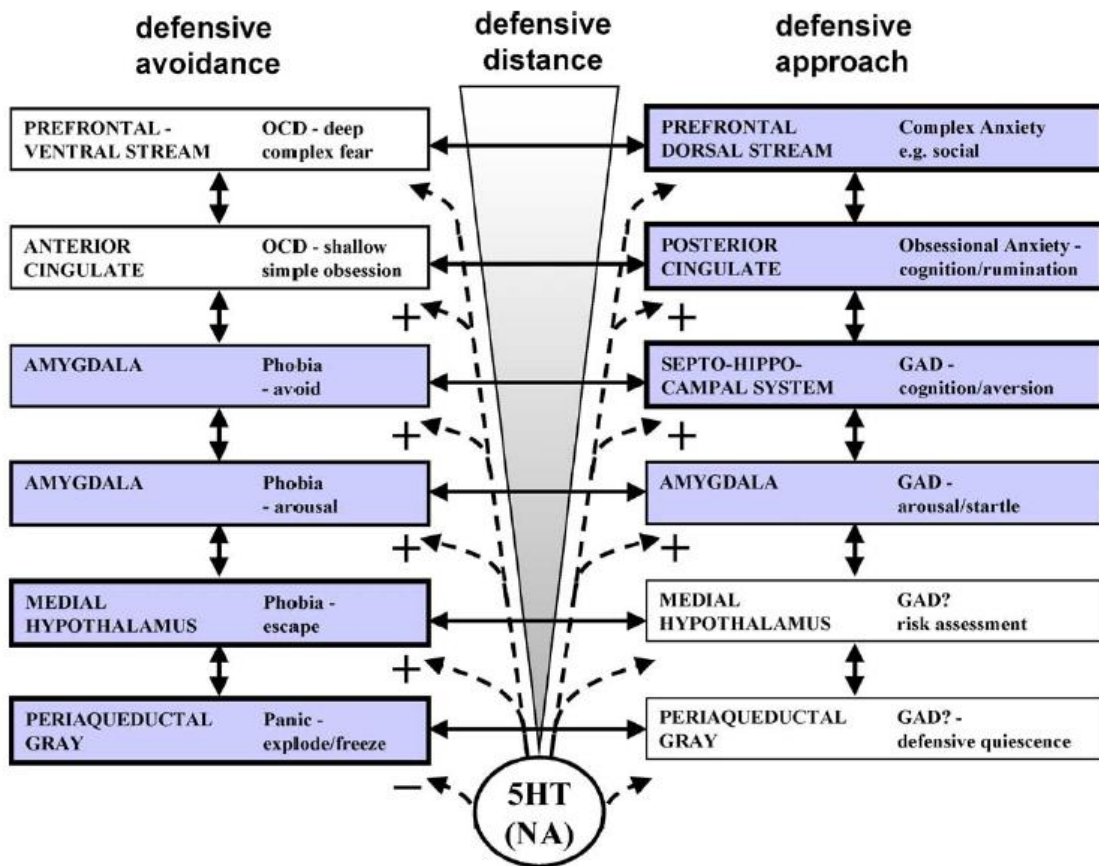 defensive
avoidance
defensive
distance
defensive
approach
PREFRONTAL -
VENTRAL STREAM
OCD - deep
complex fear
PREFRONTAL
DORSAL STREAM
Complex Anxiety
e.g. social
ANTERIOR
CINGULATE
OCD - shallow
simple obsession
POSTERIOR
CINGULATE
Obsessional Anxiety -
cognition/rumination
+
+
AMYGDALA
Phobia
- avoid
SEPTO-HIPPO-
CAMPAL SYSTEM
GAD -
cognition/aversion
+
+
AMYGDALA
Phobia
- arousal
AMYGDALA
GAD -
arousal/startle
+
+
MEDIAL
HYPOTHALAMUS
Phobia -
escape
MEDIAL
HYPOTHALAMUS
GAD?
risk assessment
+
PERIAQUEDUCTAL
GRAY
Panic -
explode/freeze
PERIAQUEDUCTAL
GRAY
GAD? -
defensive quiescence
−
5HT
(NA)